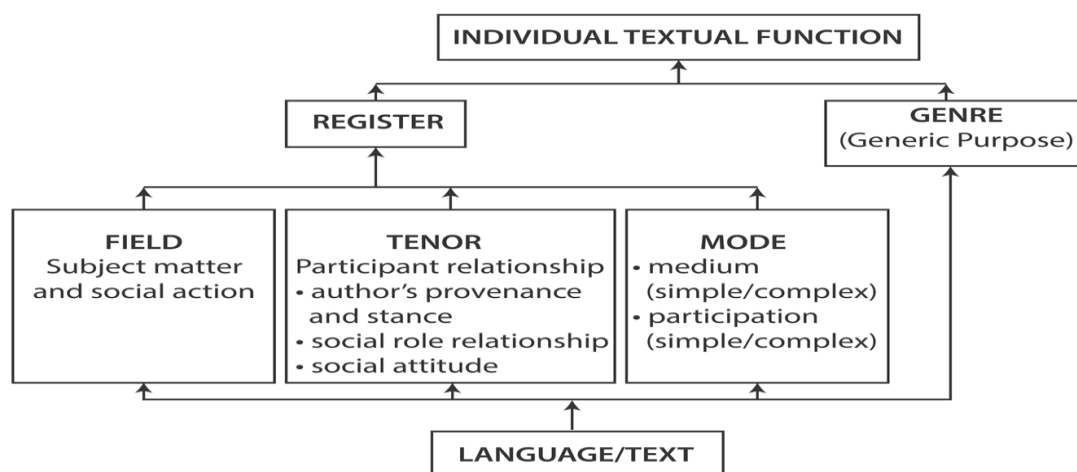 INDIVIDUAL TEXTUAL FUNCTION
REGISTER
GENRE
(Generic Purpose)
FIELD
Subject matter
and social action
TENOR
Participant relationship
• author's provenance
and stance
• social role relationship
• social attitude
MODE
• medium
(simple/complex)
• participation
(simple/complex)
LANGUAGE/TEXT